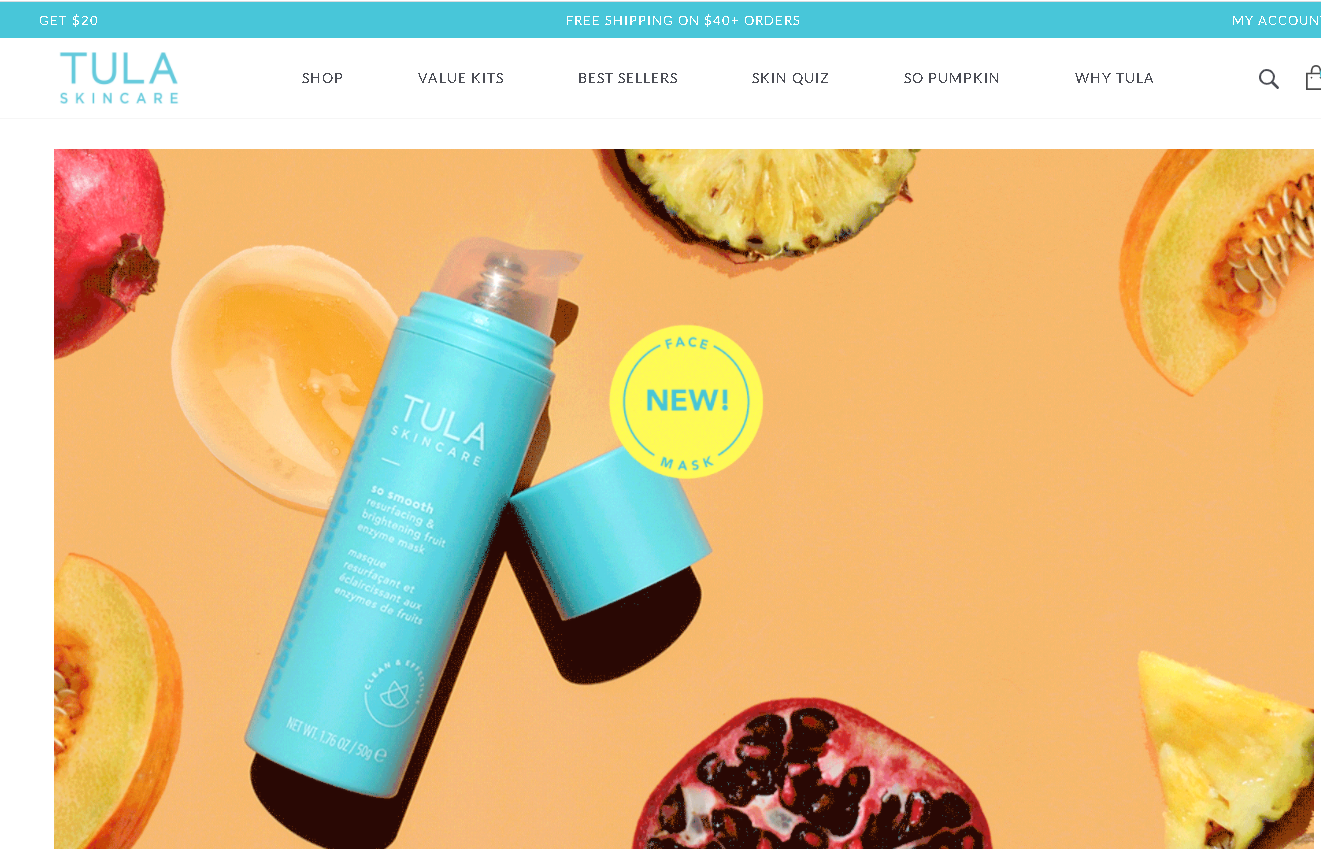 GET $20
FREE SHIPPING ON $40+ ORDERS
MY ACCOUN
TULA
SKINCARE
SHOP
VALUE KITS
BEST SELLERS
SKIN QUIZ
SO PUMPKIN
WHY TULA
FACE
NEW!
MASK
TULA
SKINCARE
so smooth
resurfacing &
brightening fruit
enzyme mask
masque
resurfaçant et
éclaircissant aux
enzymes de fruits
CLEAN & EFFECTIVE
NET WT. 1.76 OZ / 50g e